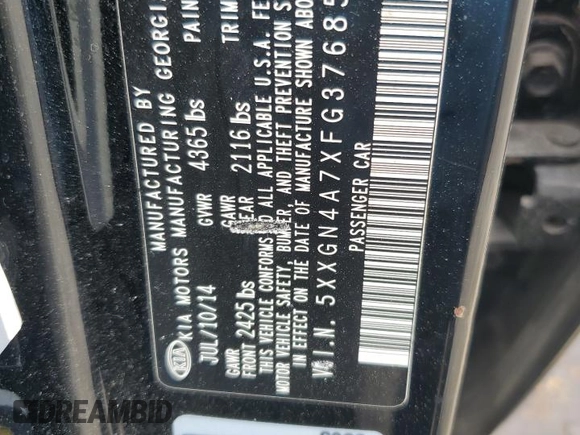 KIA
MANUFACTURED BY
KIA MOTORS MANUFACTURING GEORGI
JUL/10/14 GVWR 4365 lbs PAIN
GAWR GAWR TRIM
FRONT 2425 lbs REAR 2116 lbs
THIS VEHICLE CONFORMS TO ALL APPLICABLE U.S.A. FE
MOTOR VEHICLE SAFETY, BUMPER, AND THEFT PREVENTION S
IN EFFECT ON THE DATE OF MANUFACTURE SHOWN ABO
V.I.N. 5XXGN4A7XFG37685
PASSENGER CAR
DREAMBID